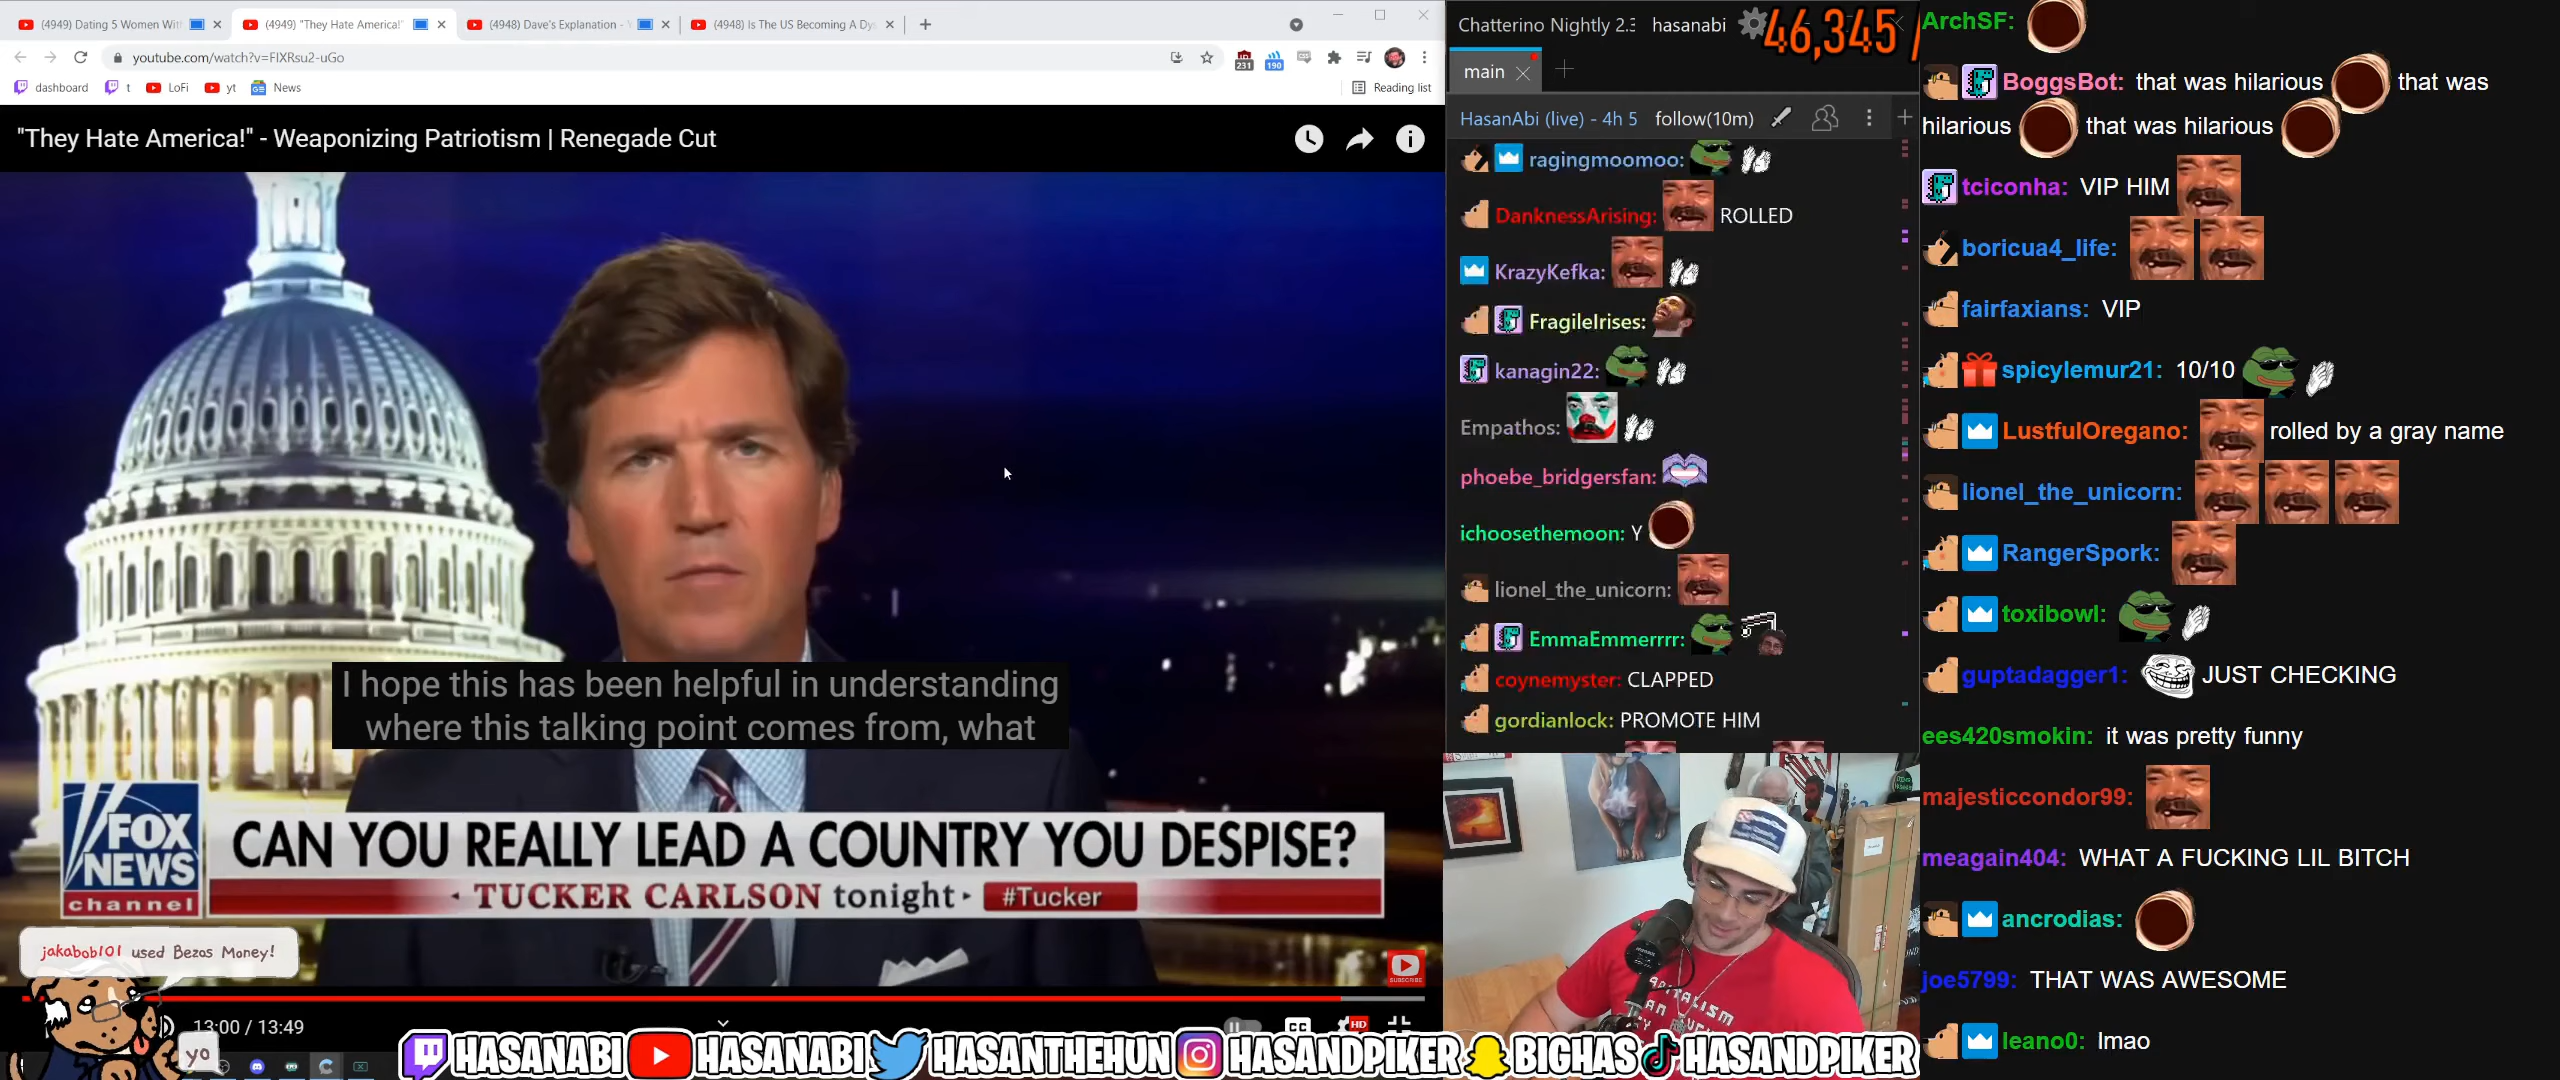 (4949) Dating 5 Women With
(4949) "They Hate America!"
(4948) Dave's Explanation -
(4948) Is The US Becoming A Dys
youtube.com/watch?v=FIXRsu2-uGo
231
190
dashboard
t
LoFi
yt
News
Reading list
"They Hate America!" - Weaponizing Patriotism | Renegade Cut
I hope this has been helpful in understanding
where this talking point comes from, what
FOX
NEWS
channel
CAN YOU REALLY LEAD A COUNTRY YOU DESPISE?
TUCKER CARLSON tonight
#Tucker
SUBSCRIBE
jakabob101 used Bezos Money!
yo
13:00 / 13:49
CC
HD
Chatterino Nightly 2.3
hasanabi
46,345 /
main
HasanAbi (live) - 4h 5
follow(10m)
ragingmoomoo:
DanknessArising: ROLLED
KrazyKefka:
FragileIrises:
kanagin22:
Empathos:
phoebe_bridgersfan:
ichoosethemoon: Y
lionel_the_unicorn:
EmmaEmmerrrr:
coynemyster: CLAPPED
gordianlock: PROMOTE HIM
HASANABI
HASANABI
HASANTHEHUN
HASANDPIKER
BIGHAS
HASANDPIKER
ArchSF:
BoggsBot: that was hilarious that was
hilarious that was hilarious
tciconha: VIP HIM
boricua4_life:
fairfaxians: VIP
spicylemur21: 10/10
LustfulOregano: rolled by a gray name
lionel_the_unicorn:
RangerSpork:
toxibowl:
guptadagger1: JUST CHECKING
ees420smokin: it was pretty funny
majesticcondor99:
meagain404: WHAT A FUCKING LIL BITCH
ancrodias:
joe5799: THAT WAS AWESOME
leano0: lmao